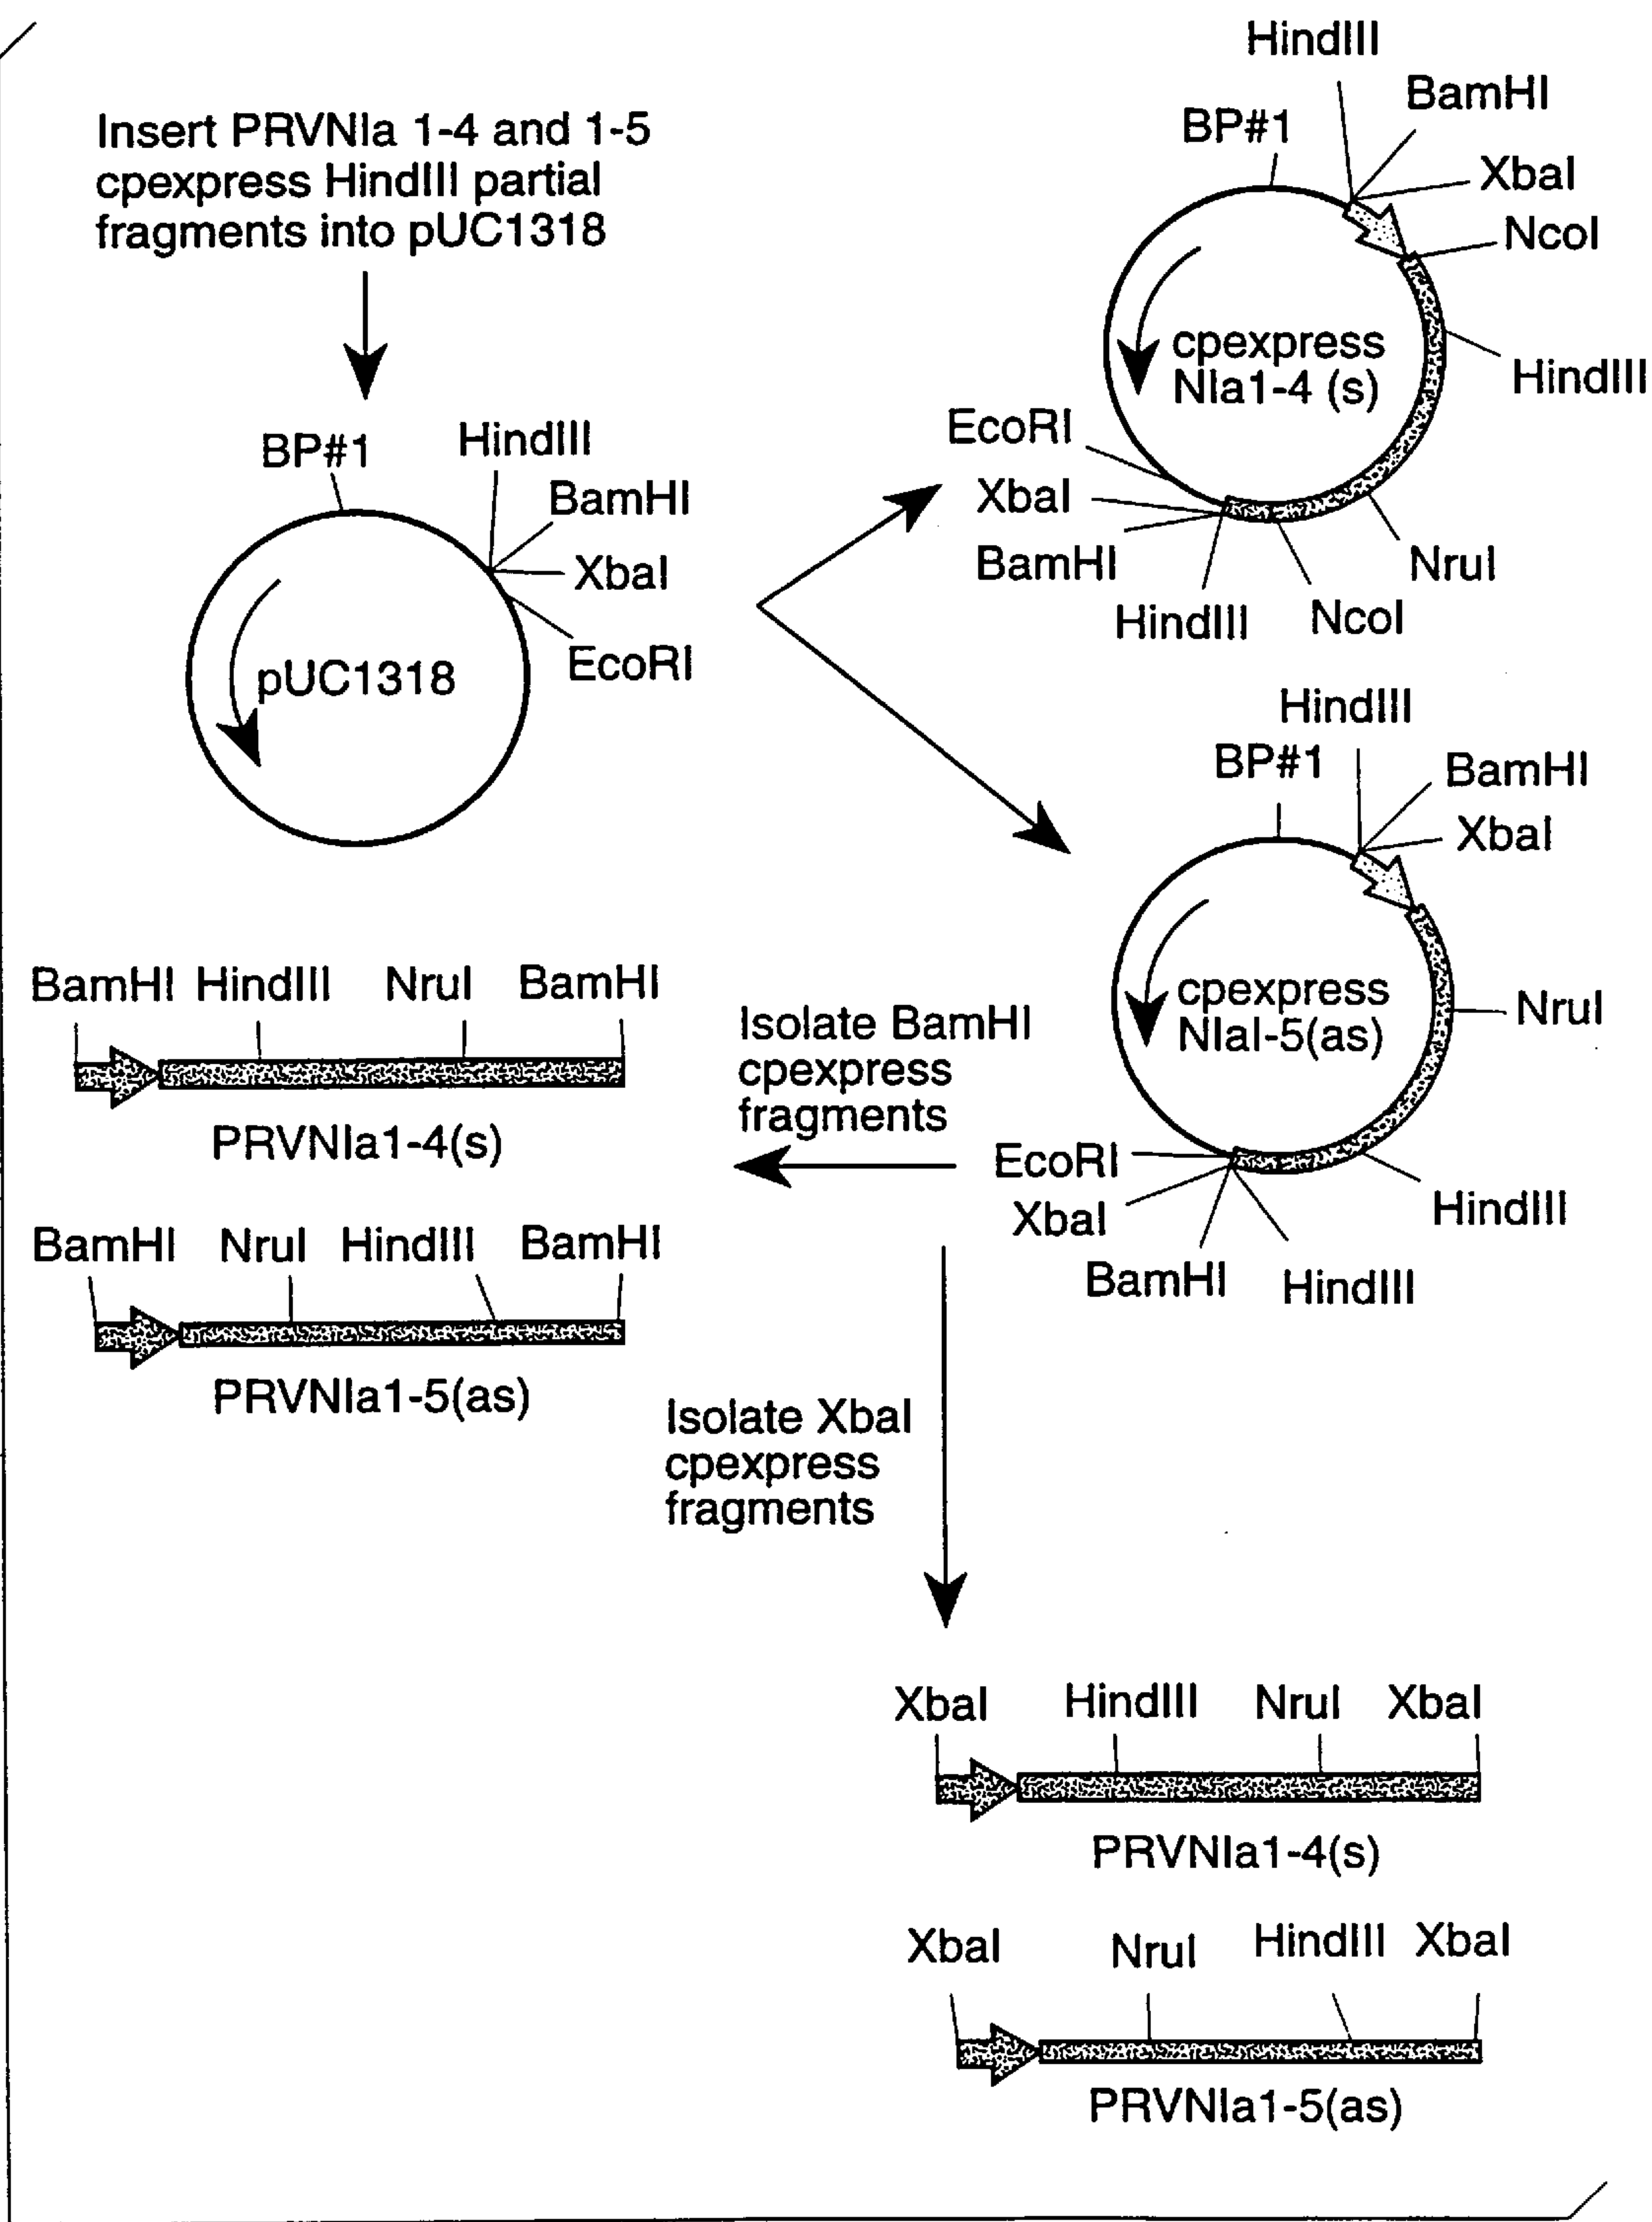 Insert PRVNIa 1-4 and 1-5
cpexpress HindIII partial
fragments into pUC1318
BP#1
HindIII
BamHI
XbaI
EcoRI
pUC1318
HindIII
BamHI
BP#1
XbaI
NcoI
HindIII
cpexpress
NIa1-4 (s)
EcoRI
XbaI
BamHI
HindIII
NcoI
NruI
HindIII
BP#1
BamHI
XbaI
cpexpress
NIaI-5(as)
NruI
EcoRI
XbaI
BamHI
HindIII
HindIII
Isolate BamHI
cpexpress
fragments
BamHI HindIII NruI BamHI
PRVNIa1-4(s)
BamHI NruI HindIII BamHI
PRVNIa1-5(as)
Isolate XbaI
cpexpress
fragments
XbaI HindIII NruI XbaI
PRVNIa1-4(s)
XbaI NruI HindIII XbaI
PRVNIa1-5(as)